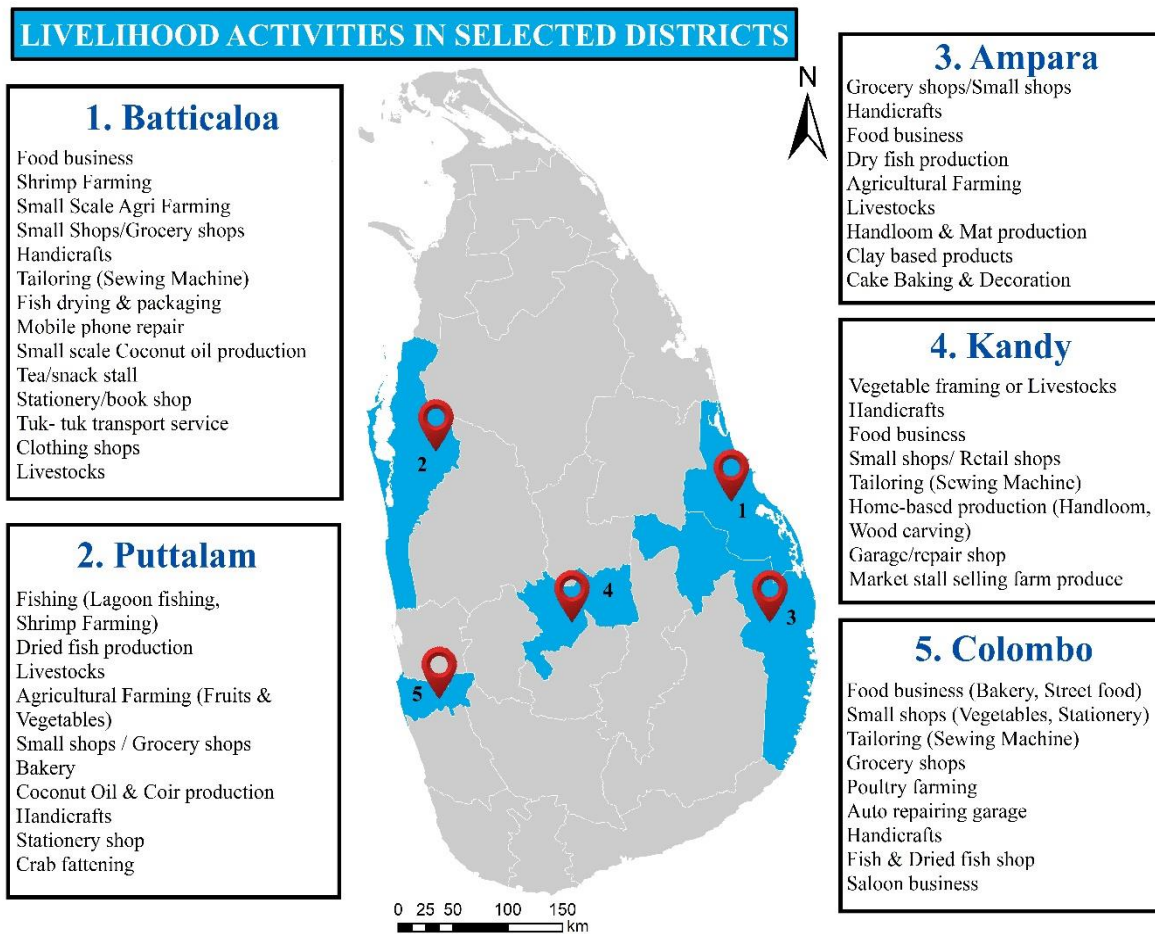 LIVELIHOOD ACTIVITIES IN SELECTED DISTRICTS
1. Batticaloa
Food business
Shrimp Farming
Small Scale Agri Farming
Small Shops/Grocery shops
Handicrafts
Tailoring (Sewing Machine)
Fish drying & packaging
Mobile phone repair
Small scale Coconut oil production
Tea/snack stall
Stationery/book shop
Tuk- tuk transport service
Clothing shops
Livestocks
2. Puttalam
Fishing (Lagoon fishing,
Shrimp Farming)
Dried fish production
Livestocks
Agricultural Farming (Fruits &
Vegetables)
Small shops / Grocery shops
Bakery
Coconut Oil & Coir production
Handicrafts
Stationery shop
Crab fattening
N
2
1
4
3
5
0 25 50 100 150
km
3. Ampara
Grocery shops/Small shops
Handicrafts
Food business
Dry fish production
Agricultural Farming
Livestocks
Handloom & Mat production
Clay based products
Cake Baking & Decoration
4. Kandy
Vegetable framing or Livestocks
Handicrafts
Food business
Small shops/ Retail shops
Tailoring (Sewing Machine)
Home-based production (Handloom,
Wood carving)
Garage/repair shop
Market stall selling farm produce
5. Colombo
Food business (Bakery, Street food)
Small shops (Vegetables, Stationery)
Tailoring (Sewing Machine)
Grocery shops
Poultry farming
Auto repairing garage
Handicrafts
Fish & Dried fish shop
Saloon business